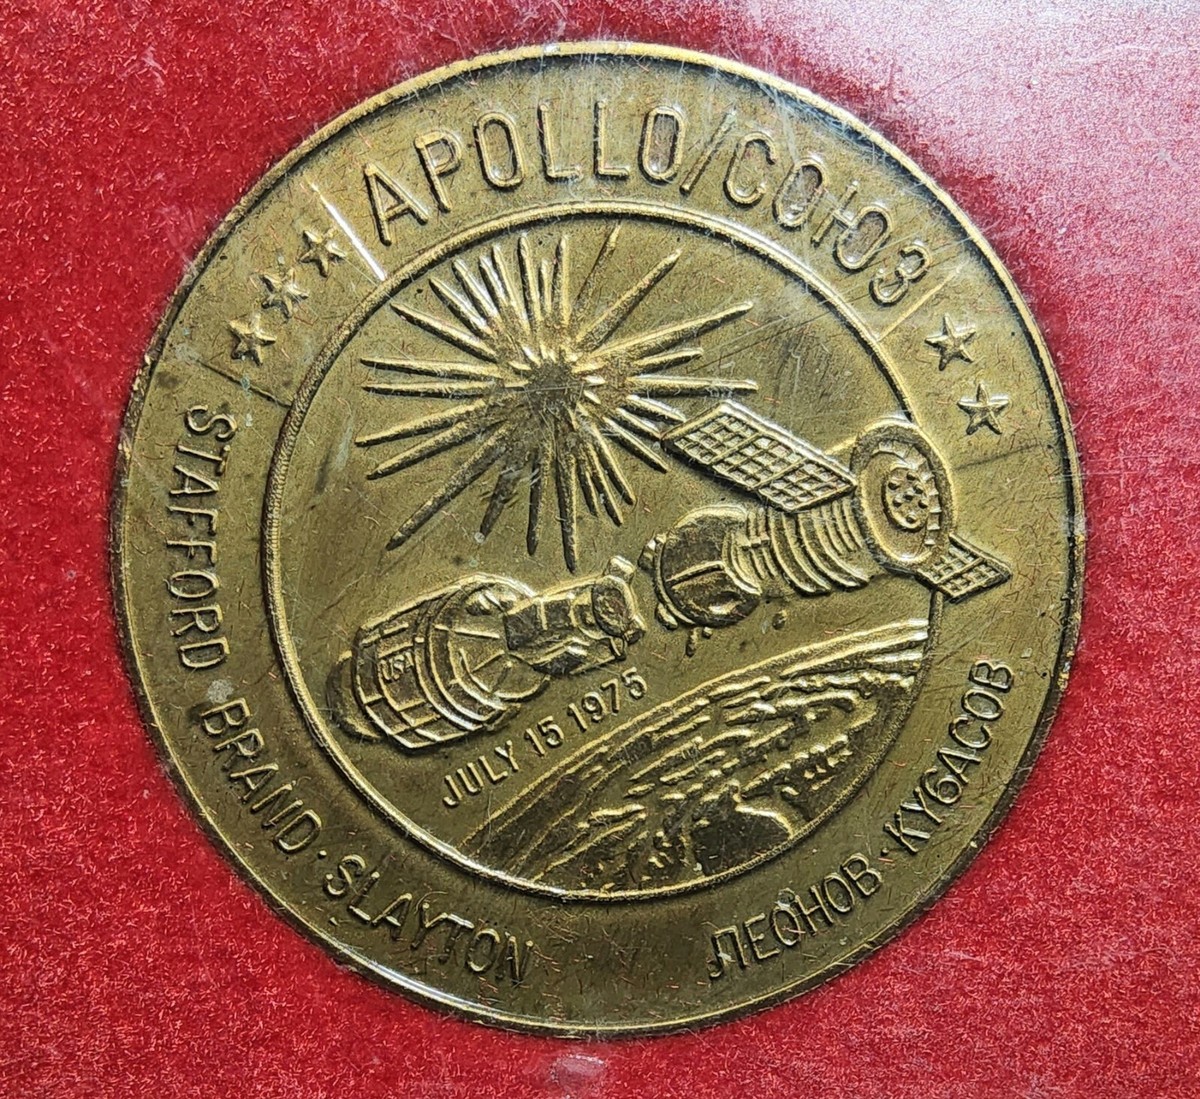 APOLLO/СОЮЗ
STAFFORD · BRAND · SLAYTON
ЛЕОНОВ · КУБАСОВ
USA
JULY 15 1975